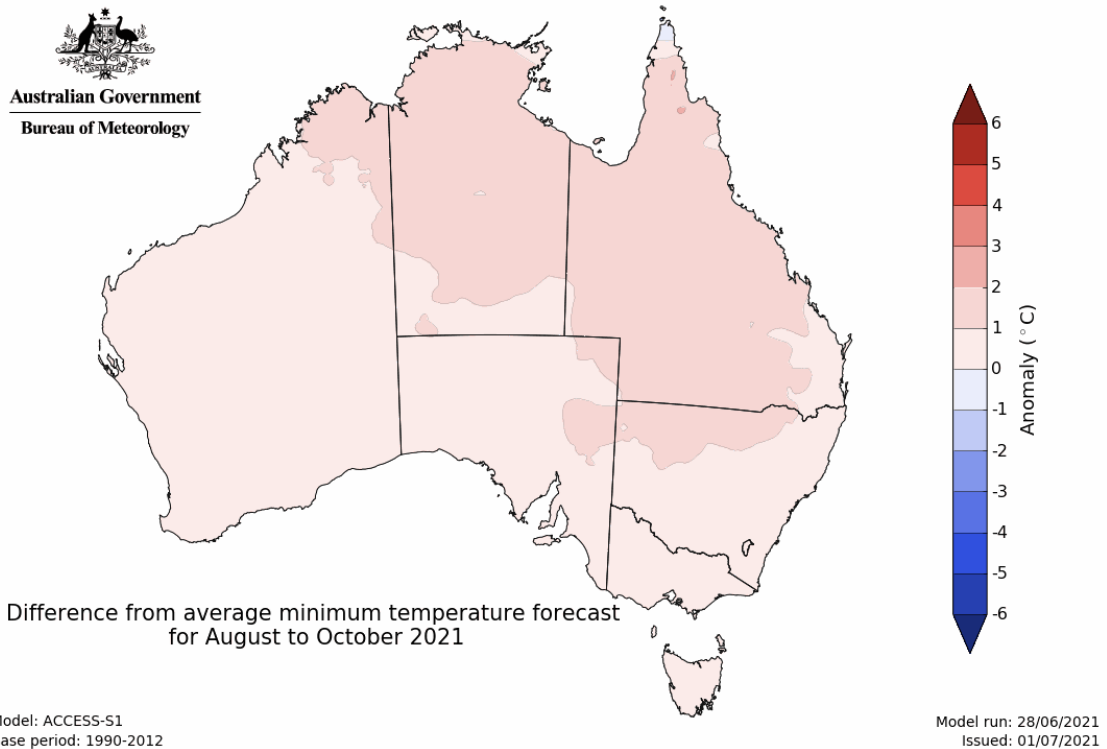 Australian Government
Bureau of Meteorology
6
5
4
3
2
1
0
-1
-2
-3
-4
-5
-6
Anomaly (°C)
Difference from average minimum temperature forecast
for August to October 2021
Model: ACCESS-S1
ase period: 1990-2012
Model run: 28/06/2021
Issued: 01/07/2021